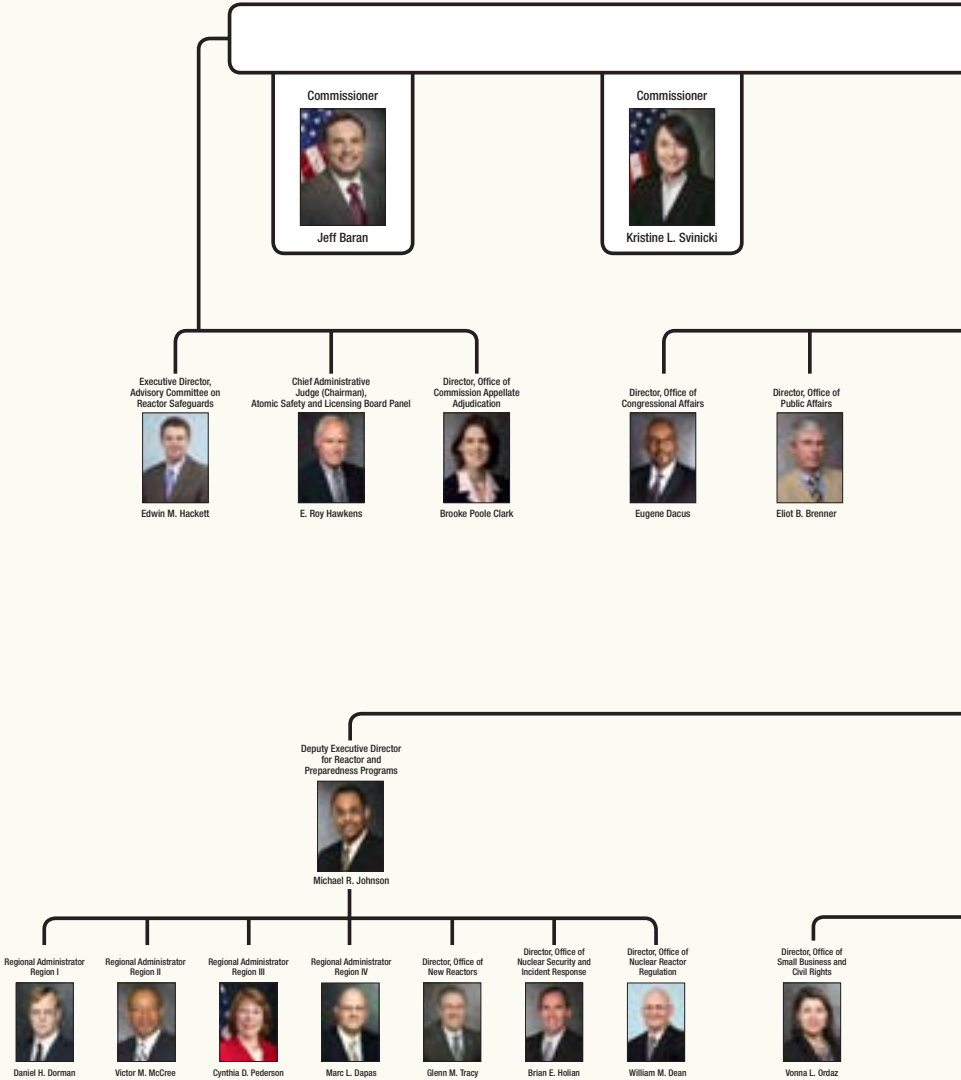 Commissioner
Jeff Baran
Commissioner
Kristine L. Svinicki
Executive Director,
Advisory Committee on
Reactor Safeguards
Edwin M. Hackett
Chief Administrative
Judge (Chairman),
Atomic Safety and Licensing Board Panel
E. Roy Hawkens
Director, Office of
Commission Appellate
Adjudication
Brooke Poole Clark
Director, Office of
Congressional Affairs
Eugene Dacus
Director, Office of
Public Affairs
Eliot B. Brenner
Deputy Executive Director
for Reactor and
Preparedness Programs
Michael R. Johnson
Regional Administrator
Region I
Daniel H. Dorman
Regional Administrator
Region II
Victor M. McCree
Regional Administrator
Region III
Cynthia D. Pederson
Regional Administrator
Region IV
Marc L. Dapas
Director, Office of
New Reactors
Glenn M. Tracy
Director, Office of
Nuclear Security and
Incident Response
Brian E. Holian
Director, Office of
Nuclear Reactor
Regulation
William M. Dean
Director, Office of
Small Business and
Civil Rights
Vonna L. Ordaz